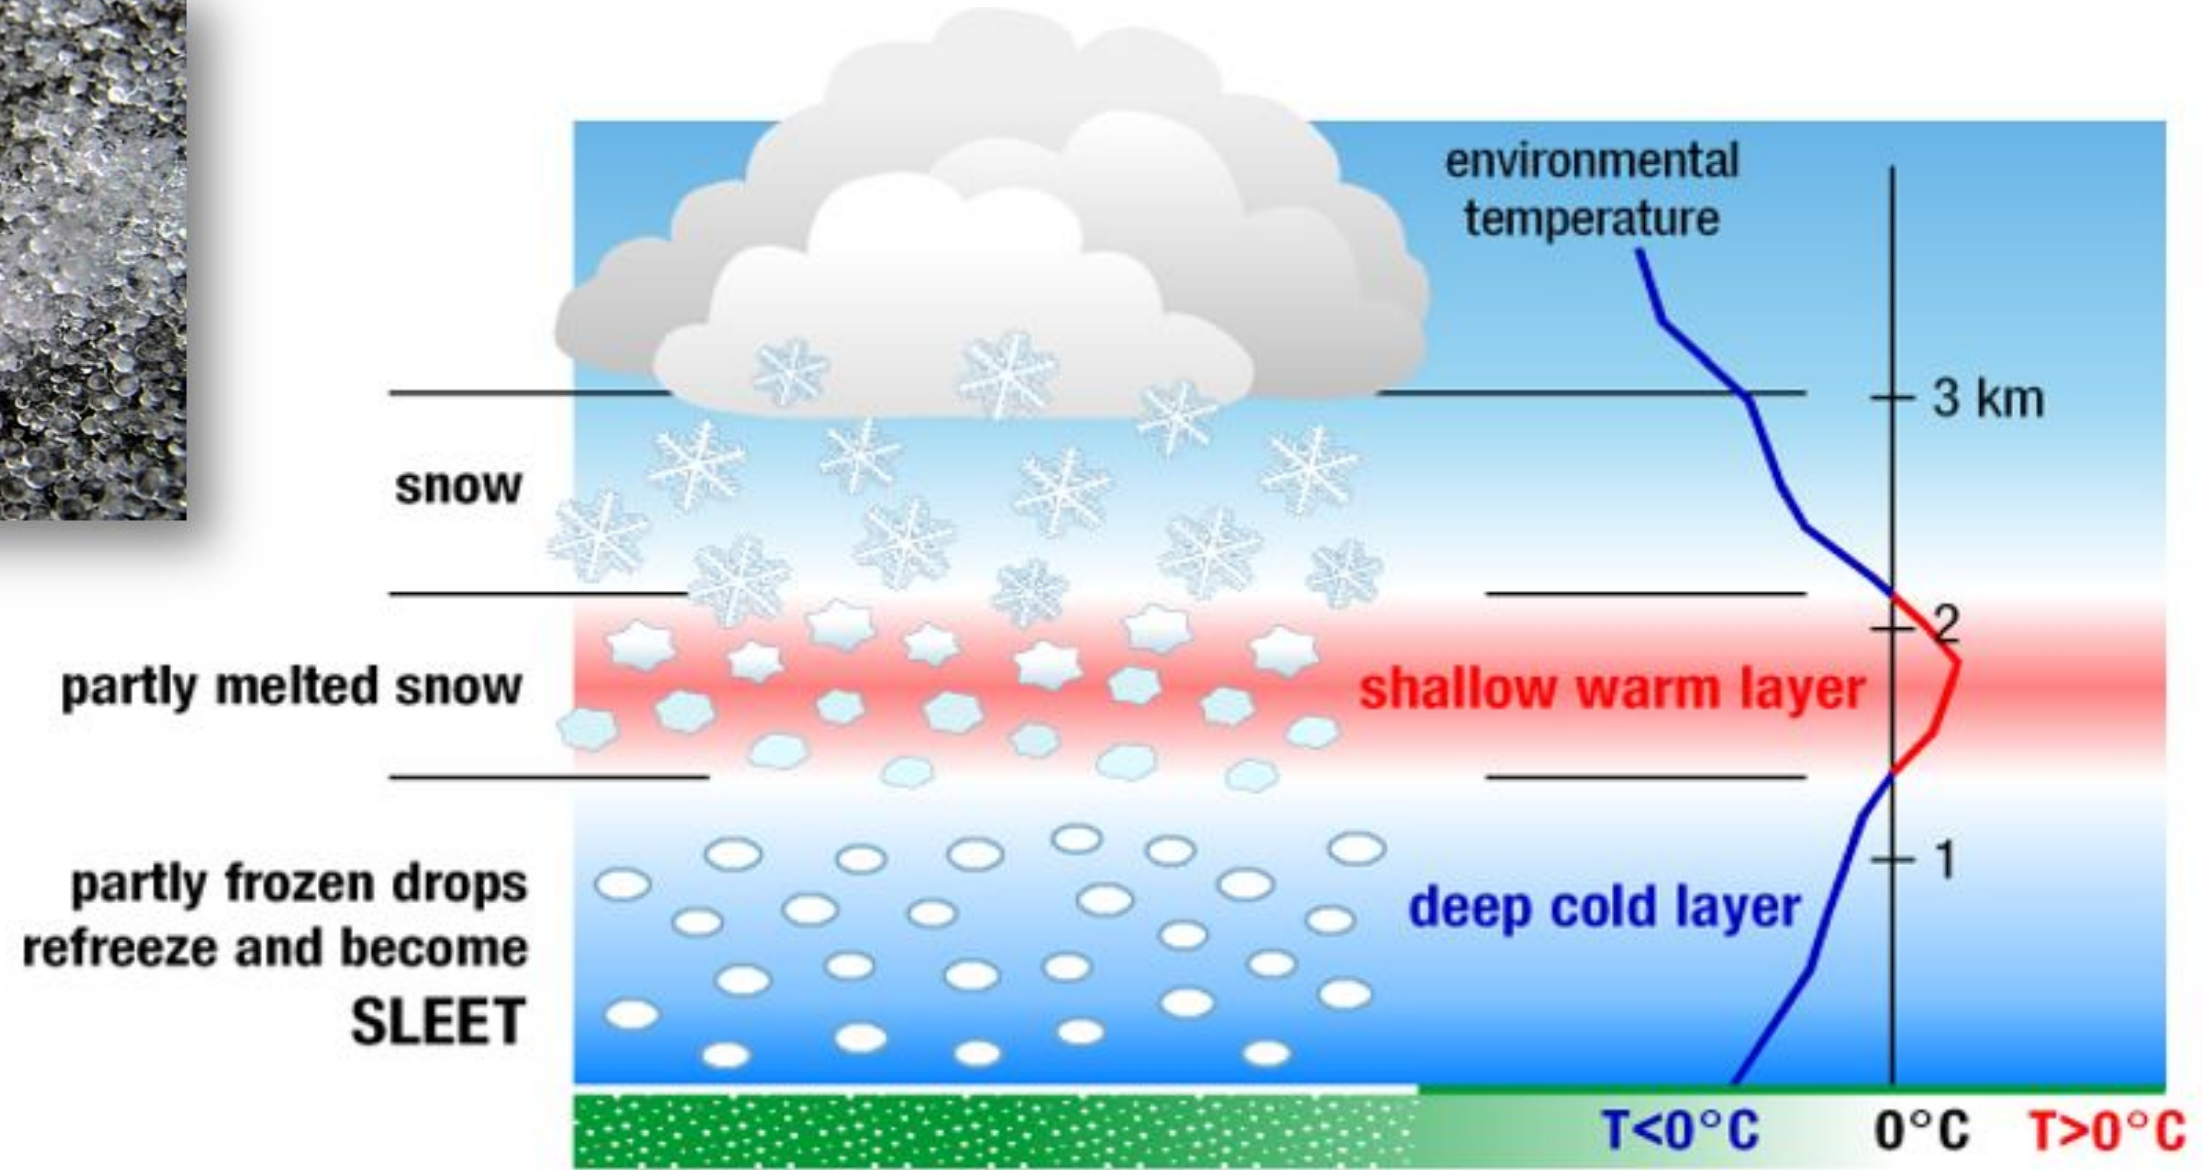 environmental
temperature
3 km
snow
2
partly melted snow
shallow warm layer
1
partly frozen drops
refreeze and become
SLEET
deep cold layer
T<0°C
0°C
T>0°C